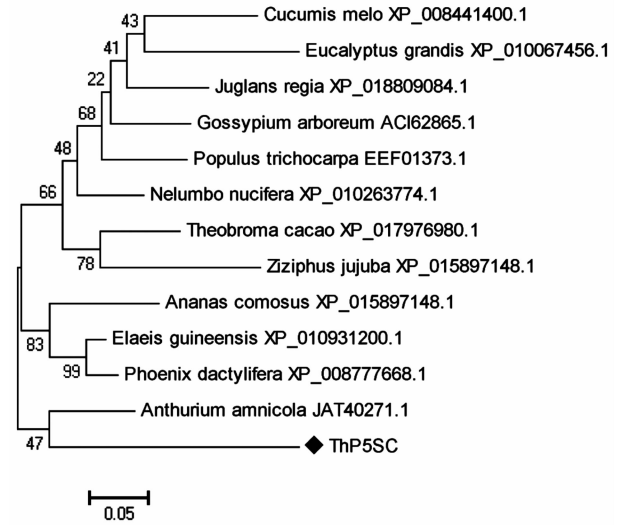 43
Cucumis melo XP_008441400.1
41
Eucalyptus grandis XP_010067456.1
22
Juglans regia XP_018809084.1
68
Gossypium arboreum ACI62865.1
48
Populus trichocarpa EEF01373.1
66
Nelumbo nucifera XP_010263774.1
Theobroma cacao XP_017976980.1
78
Ziziphus jujuba XP_015897148.1
Ananas comosus XP_015897148.1
83
Elaeis guineensis XP_010931200.1
99
Phoenix dactylifera XP_008777668.1
Anthurium amnicola JAT40271.1
47
ThP5SC
0.05